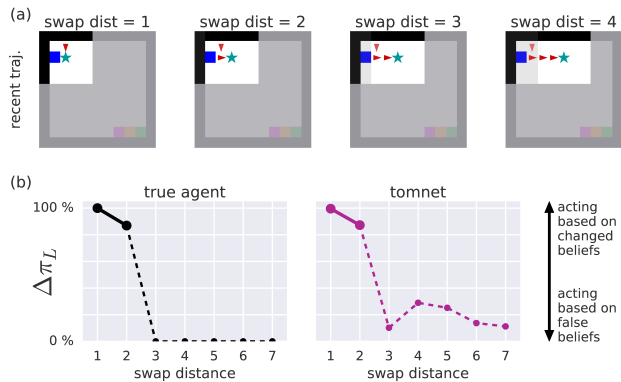 (a)
swap dist = 1
swap dist = 2
swap dist = 3
swap dist = 4
recent traj.
(b)
true agent
tomnet
100 %
0 %
Δπ_L
1 2 3 4 5 6 7
swap distance
1 2 3 4 5 6 7
swap distance
acting
based on
changed
beliefs
acting
based on
false
beliefs